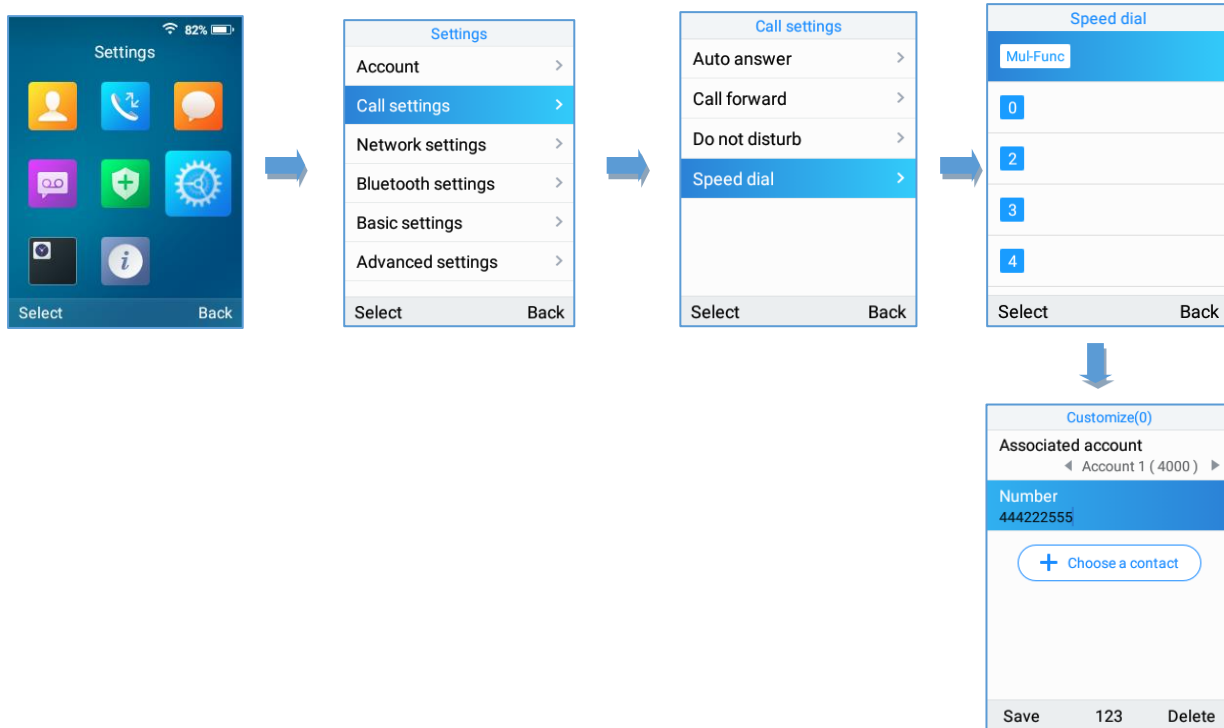 82%
Settings
Select Back
Settings
Account
Call settings
Network settings
Bluetooth settings
Basic settings
Advanced settings
Select Back
Call settings
Auto answer
Call forward
Do not disturb
Speed dial
Select Back
Speed dial
Mul-Func
0
2
3
4
Select Back
Customize(0)
Associated account
Account 1 ( 4000 )
Number
444222555
Choose a contact
Save 123 Delete